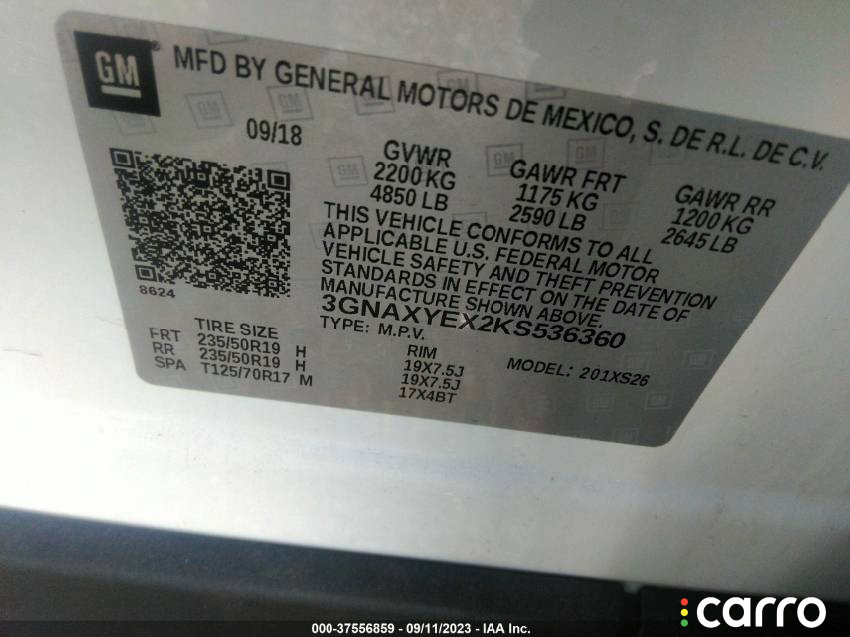 GM
MFD BY GENERAL MOTORS DE MEXICO, S. DE R.L. DE C.V.
09/18
GVWR
2200 KG
4850 LB
GAWR FRT
1175 KG
2590 LB
GAWR RR
1200 KG
2645 LB
THIS VEHICLE CONFORMS TO ALL
APPLICABLE U.S. FEDERAL MOTOR
VEHICLE SAFETY AND THEFT PREVENTION
STANDARDS IN EFFECT ON THE DATE OF
MANUFACTURE SHOWN ABOVE.
8624
3GNAXYEX2KS536360
TYPE: M.P.V.
MODEL: 201XS26
TIRE SIZE
RIM
FRT 235/50R19 H 19X7.5J
RR 235/50R19 H 19X7.5J
SPA T125/70R17 M 17X4BT
000-37556859 - 09/11/2023 - IAA Inc.
carro